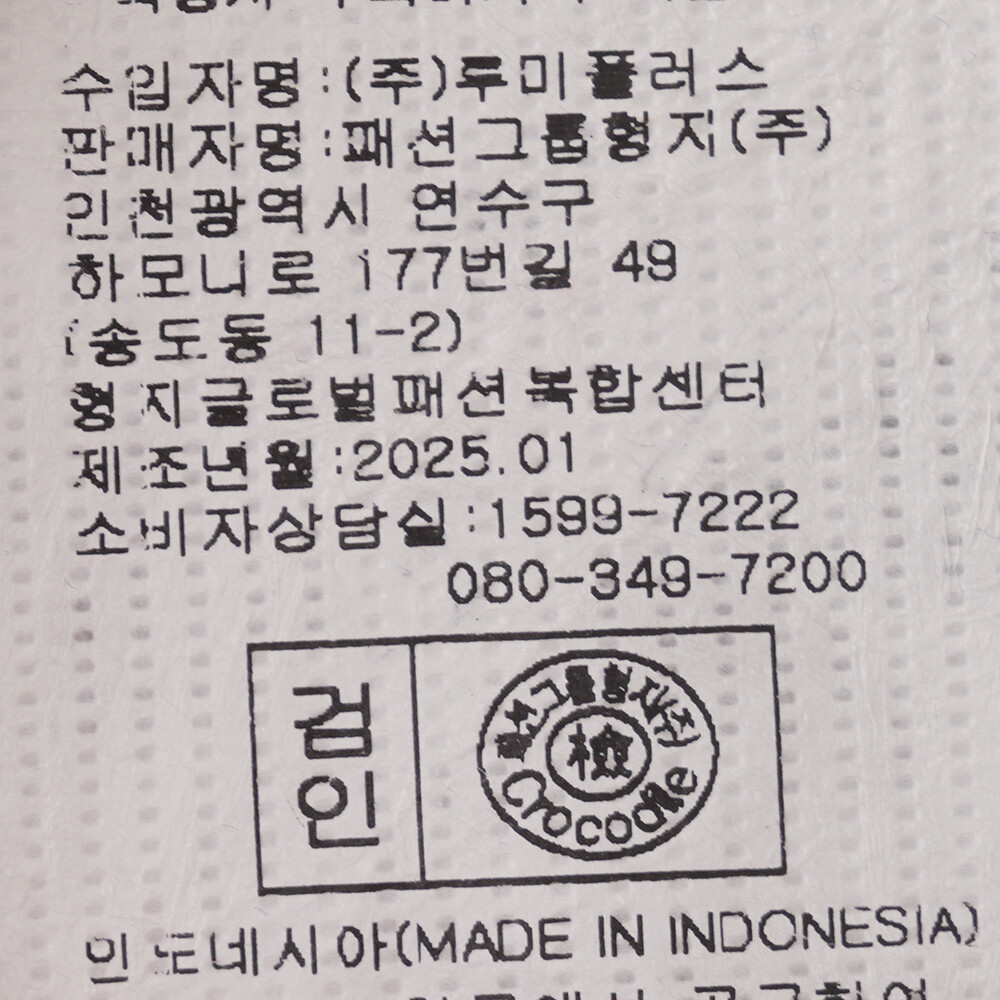 수입자명:(주)루미플러스
판매자명:패션그룹형지(주)
인천광역시 연수구
하모니로 177번길 49
(송도동 11-2)
형지글로벌패션복합센터
제조년월:2025.01
소비자상담실:1599-7222
080-349-7200
검인
패션그룹형지(주)
檢
Crocodile
인도네시아(MADE IN INDONESIA)